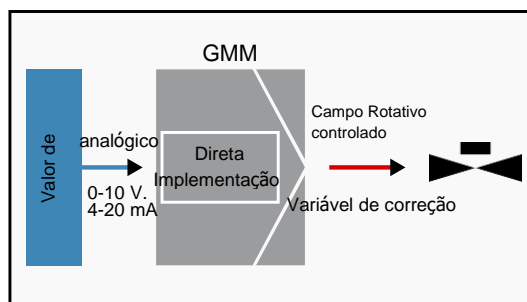 GMM
Valor de
analógico
0-10 V.
4-20 mA
Direta
Implementação
Campo Rotativo
controlado
Variável de correção